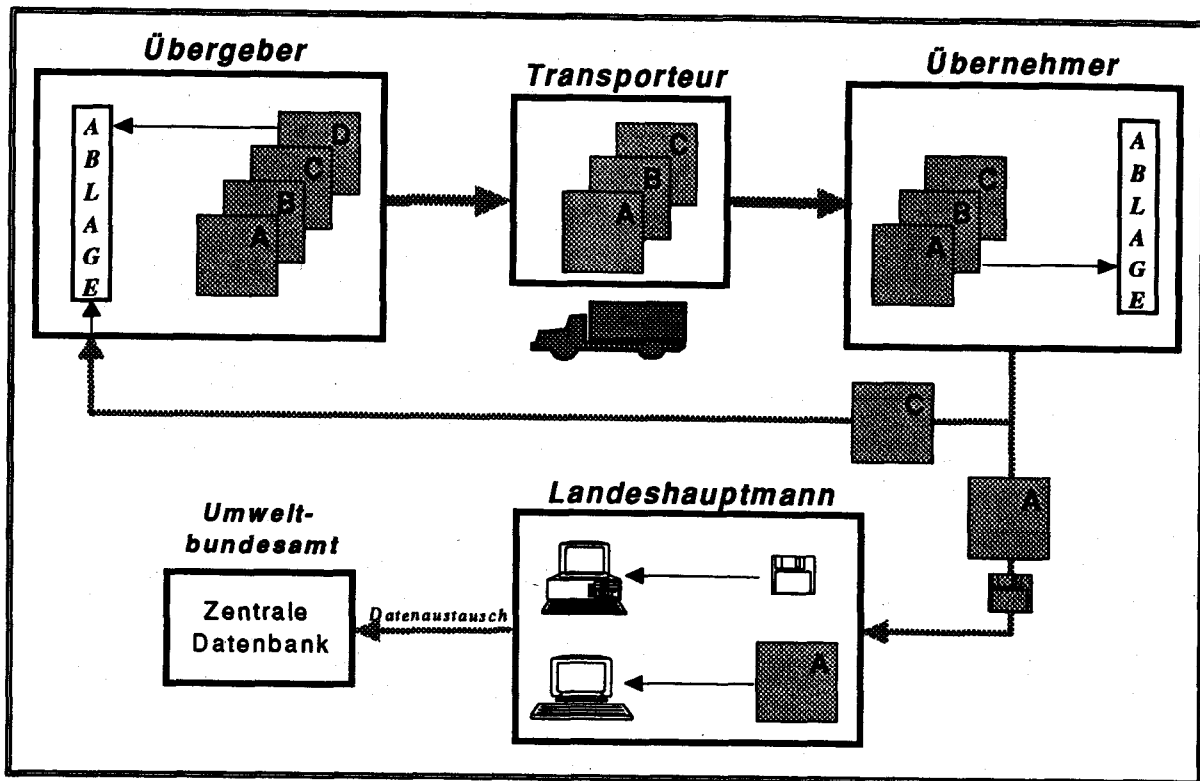 Übergeber
Transporteur
Übernehmer
A
B
L
A
G
E
D
C
B
A
C
B
A
C
B
A
A
B
L
A
G
E
C
A
Landeshauptmann
Umwelt-
bundesamt
Zentrale
Datenbank
Datenaustausch
A